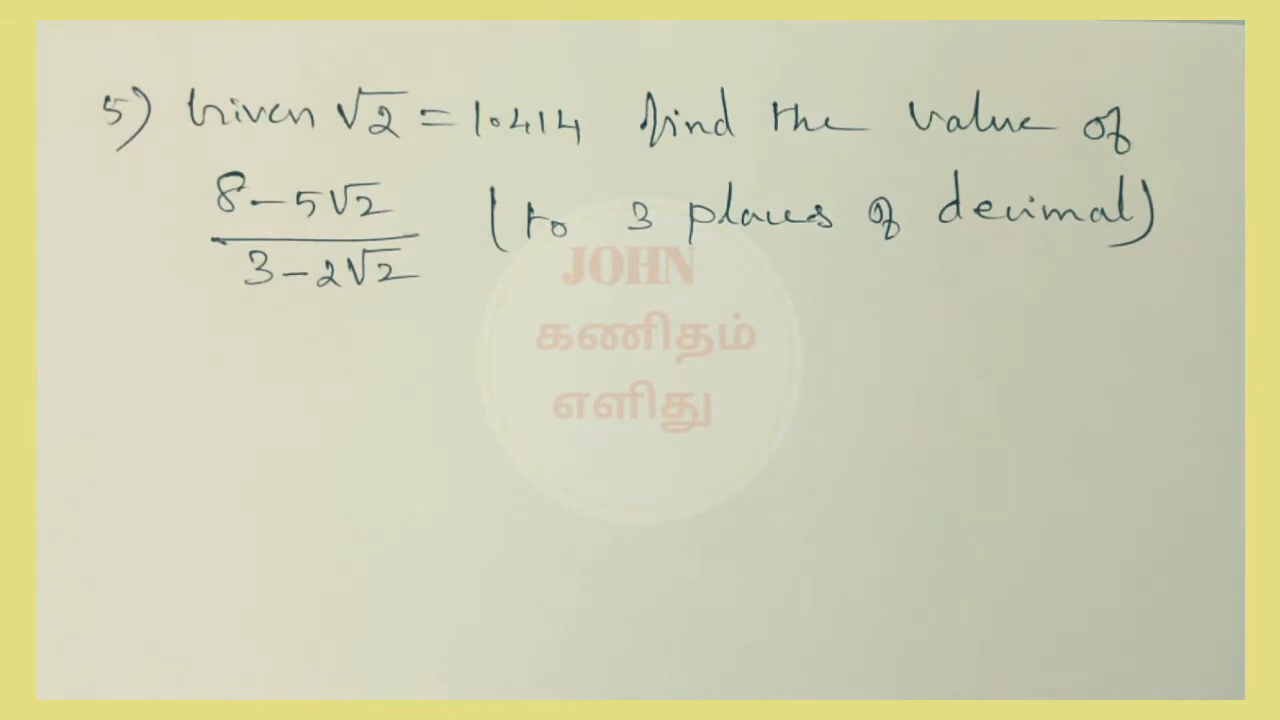 5) Given √2 = 1.414 find the value of
8-5√2 (to 3 places of decimal)
3-2√2
JOHN
கணிதம்
எளிது